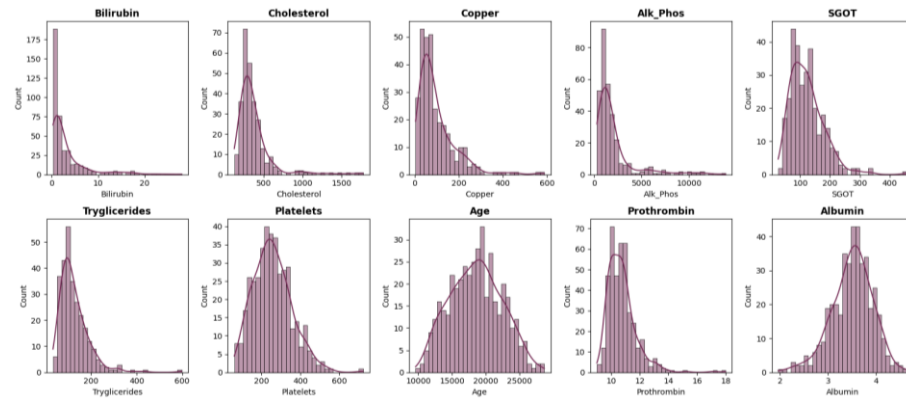 Bilirubin
Cholesterol
Copper
Alk_Phos
SGOT
175
150
125
100
75
50
25
0
Count
0 10 20
Bilirubin
70
60
50
40
30
20
10
0
Count
500 1000 1500
Cholesterol
50
40
30
20
10
0
Count
0 200 400 600
Copper
80
60
40
20
0
Count
0 5000 10000
Alk_Phos
40
30
20
10
0
Count
100 200 300 400
SGOT
Tryglicerides
Platelets
Age
Prothrombin
Albumin
50
40
30
20
10
0
Count
200 400 600
Tryglicerides
40
35
30
25
20
15
10
5
0
Count
200 400 600
Platelets
30
25
20
15
10
5
0
Count
10000 15000 20000 25000
Age
70
60
50
40
30
20
10
0
Count
10 12 14 16 18
Prothrombin
40
30
20
10
0
Count
2 3 4
Albumin